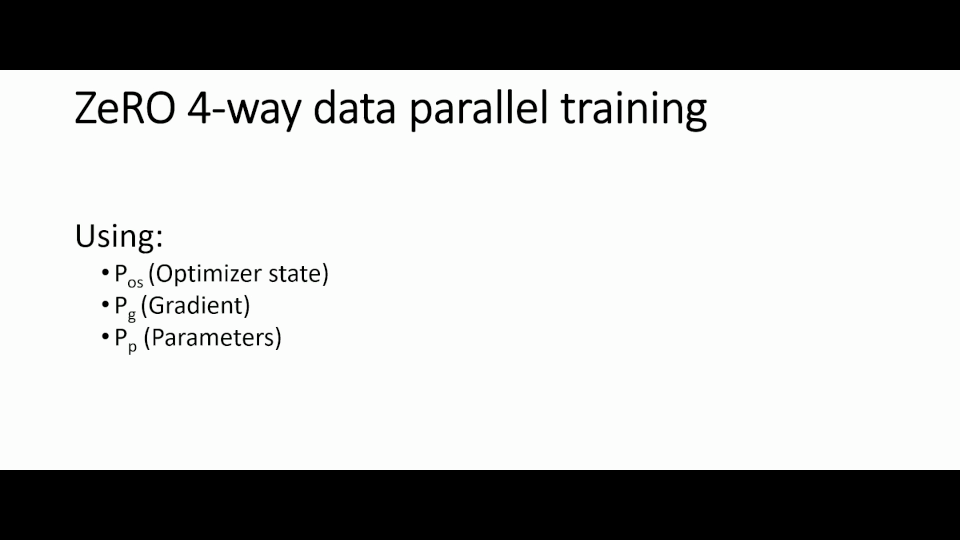 ZeRO 4-way data parallel training
Using:
• Pos (Optimizer state)
• Pg (Gradient)
• Pp (Parameters)